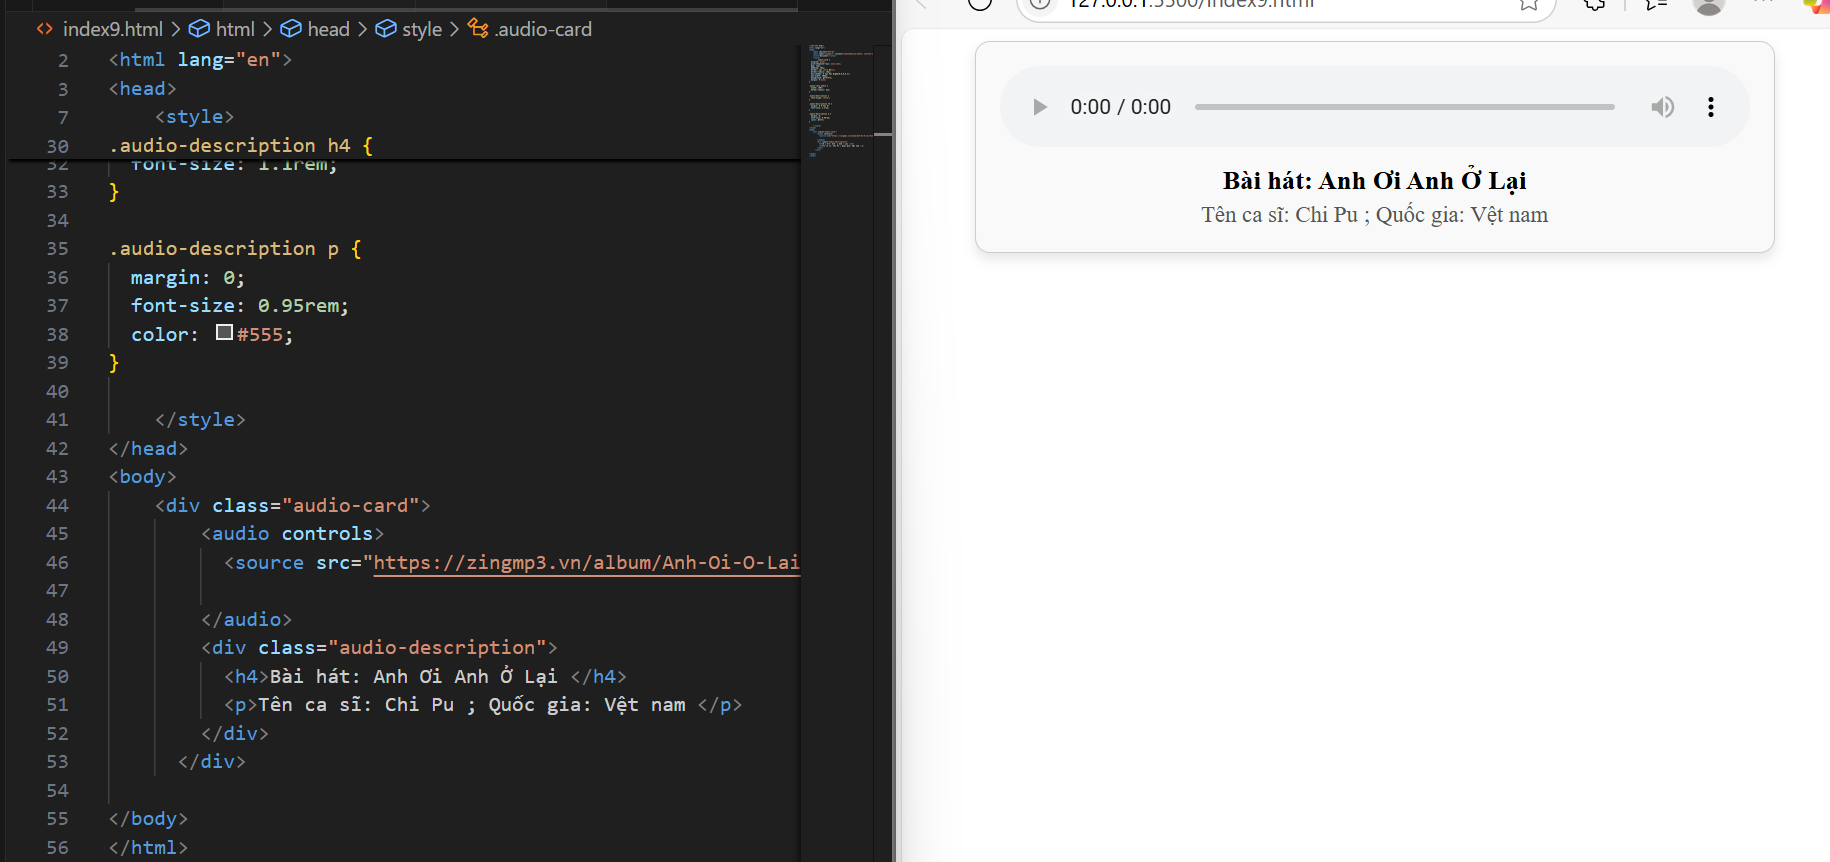 index9.html > html > head > style > .audio-card
2 <html lang="en">
3 <head>
7 <style>
30 .audio-description h4 {
32 font-size: 1.1rem;
33 }
34
35 .audio-description p {
36 margin: 0;
37 font-size: 0.95rem;
38 color: #555;
39 }
40
41 </style>
42 </head>
43 <body>
44 <div class="audio-card">
45 <audio controls>
46 <source src="https://zingmp3.vn/album/Anh-Oi-O-Lai
47
48 </audio>
49 <div class="audio-description">
50 <h4>Bài hát: Anh Ơi Anh Ở Lại </h4>
51 <p>Tên ca sĩ: Chi Pu ; Quốc gia: Vệt nam </p>
52 </div>
53 </div>
54
55 </body>
56 </html>
127.0.0.1:5500/index9.html
0:00 / 0:00
Bài hát: Anh Ơi Anh Ở Lại
Tên ca sĩ: Chi Pu ; Quốc gia: Vệt nam